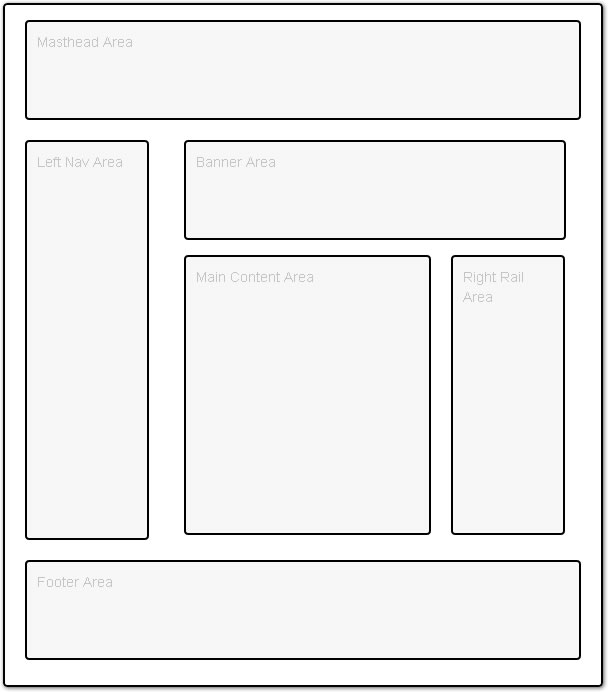 Masthead Area
Left Nav Area
Banner Area
Main Content Area
Right Rail
Area
Footer Area